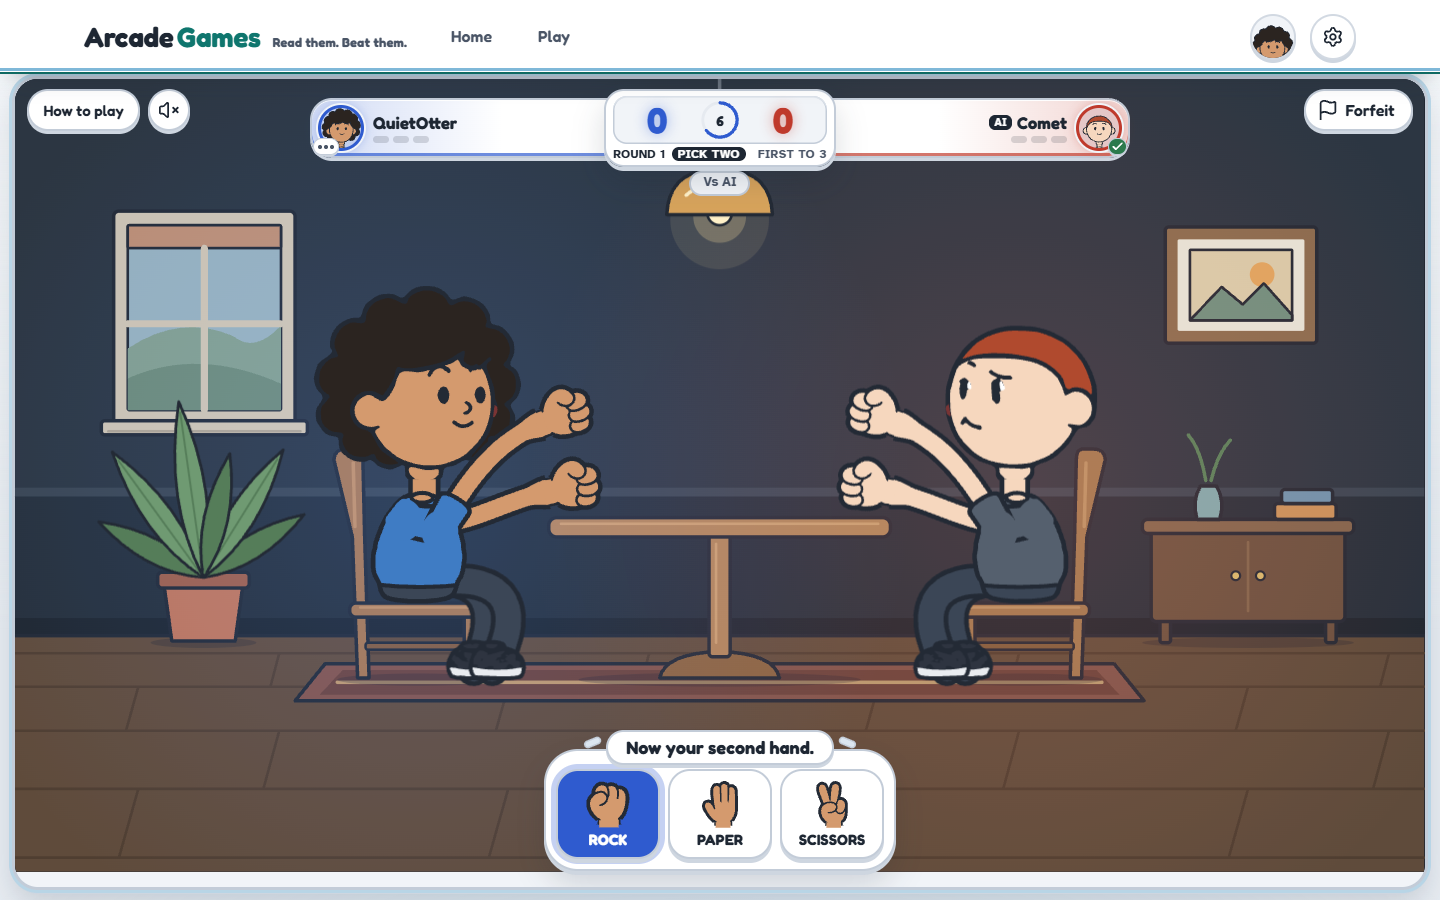 Arcade Games Read them. Beat them. Home Play
How to play
QuietOtter
0 6 0
ROUND 1 PICK TWO FIRST TO 3
AI Comet
Forfeit
Vs AI
Now your second hand.
ROCK PAPER SCISSORS